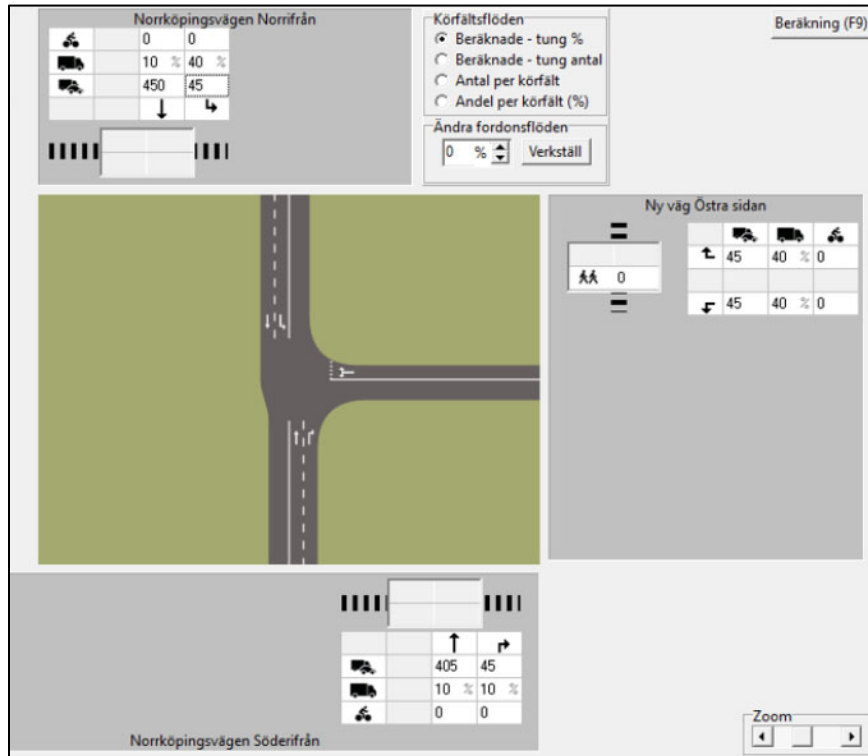 Norrköpingsvägen Norrifrån
0 0
10 % 40 %
450 45
Körfältsflöden
Beräknade - tung %
Beräknade - tung antal
Antal per körfält
Andel per körfält (%)
Ändra fordonsflöden
0 % Verkställ
Beräkning (F9)
Ny väg Östra sidan
45 40 % 0
0
45 40 % 0
405 45
10 % 10 %
0 0
Norrköpingsvägen Söderifrån
Zoom